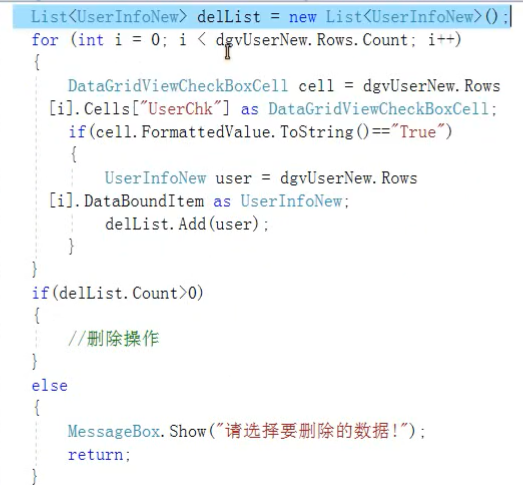 List<UserInfoNew> delList = new List<UserInfoNew>();
for (int i = 0; i < dgvUserNew.Rows.Count; i++)
{
DataGridViewCheckBoxCell cell = dgvUserNew.Rows
[i].Cells["UserChk"] as DataGridViewCheckBoxCell;
if(cell.FormattedValue.ToString()=="True")
{
UserInfoNew user = dgvUserNew.Rows
[i].DataBoundItem as UserInfoNew;
delList.Add(user);
}
}
if(delList.Count>0)
{
//删除操作
}
else
{
MessageBox.Show("请选择要删除的数据!");
return;
}